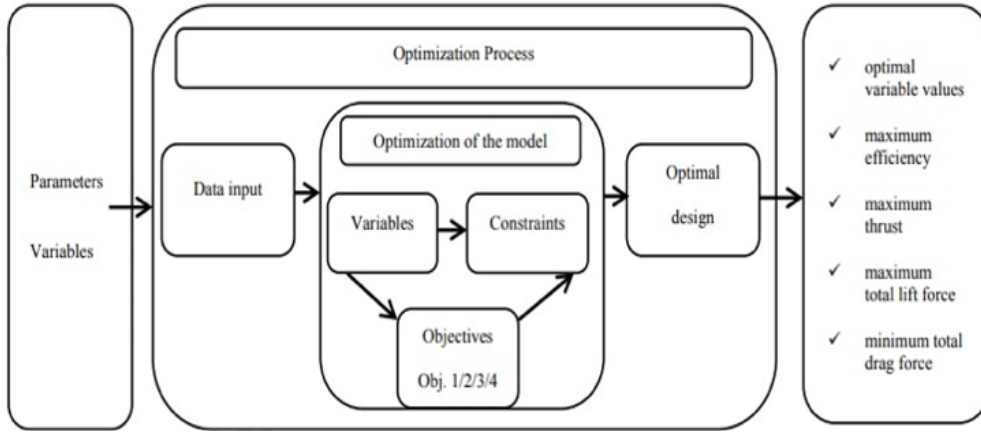 Parameters
Variables
Optimization Process
Data input
Optimization of the model
Variables
Constraints
Objectives
Obj. 1/2/3/4
Optimal
design
✓ optimal
variable values
✓ maximum
efficiency
✓ maximum
thrust
✓ maximum
total lift force
✓ minimum total
drag force